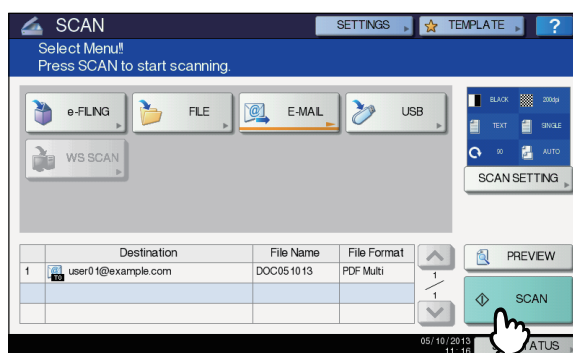 SCAN
SETTINGS
TEMPLATE
?
Select Menu!!
Press SCAN to start scanning.
e-FILING
FILE
E-MAIL
USB
WS SCAN
BLACK
200dpi
TEXT
SINGLE
90
AUTO
SCAN SETTING
Destination File Name File Format
1 TO user01@example.com DOC051013 PDF Multi
1
1
PREVIEW
SCAN
05/10/2013
11:16